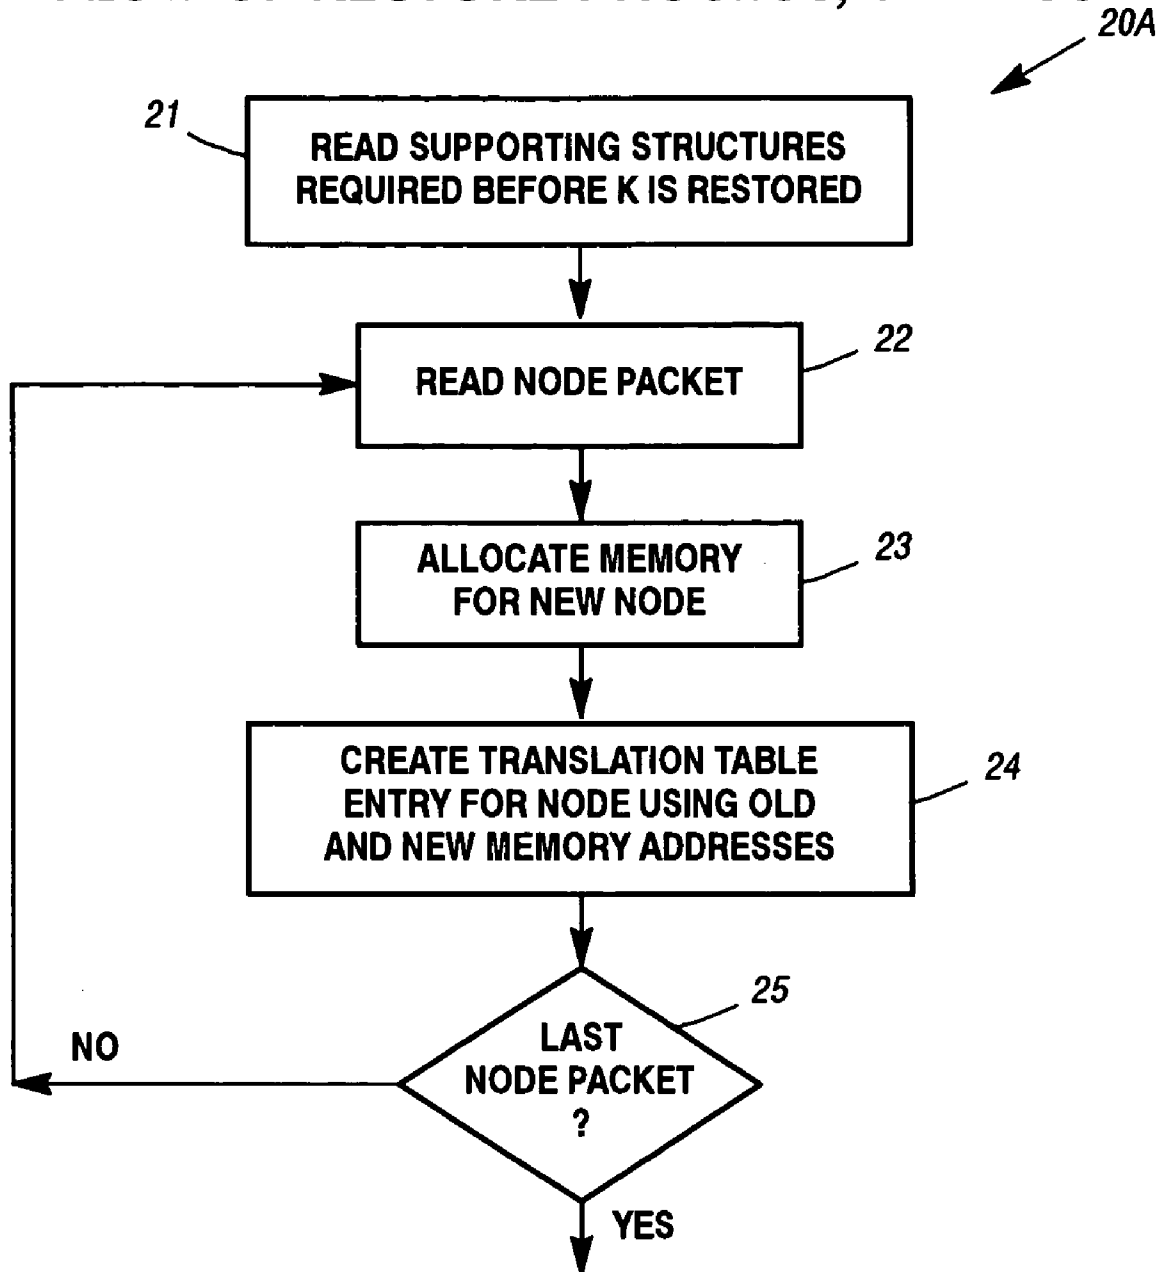 20A
21
READ SUPPORTING STRUCTURES
REQUIRED BEFORE K IS RESTORED
22
READ NODE PACKET
23
ALLOCATE MEMORY
FOR NEW NODE
24
CREATE TRANSLATION TABLE
ENTRY FOR NODE USING OLD
AND NEW MEMORY ADDRESSES
25
LAST
NODE PACKET
?
NO
YES